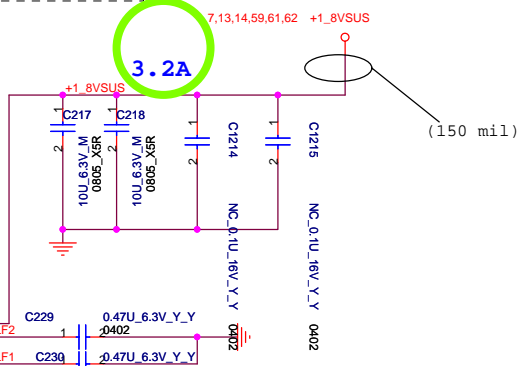 7,13,14,59,61,62 +1_8VSUS
3.2A
+1_8VSUS
(150 mil)
1
C217
2
10U_6.3V_M
0805_X5R
1
C218
2
10U_6.3V_M
0805_X5R
1
C1214
2
NC_0.1U_16V_Y_Y
0402
1
C1215
2
NC_0.1U_16V_Y_Y
0402
C229
0.47U_6.3V_Y_Y
F2
1
2
0402
F1
C230
1
2
0.47U_6.3V_Y_Y